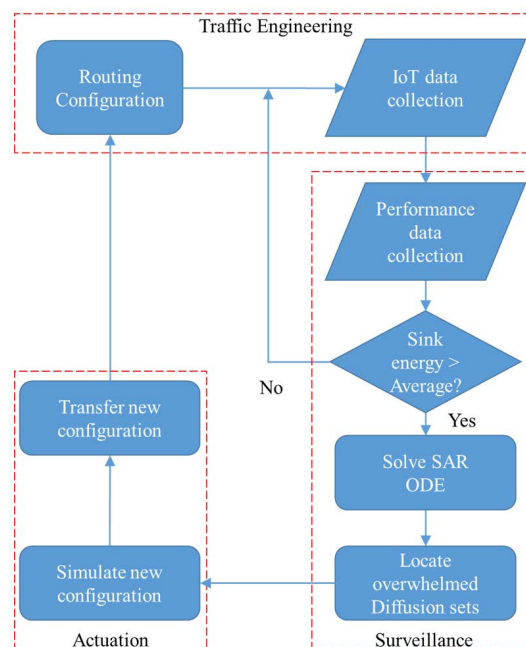 Traffic Engineering
Routing
Configuration
IoT data
collection
Performance
data
collection
Sink
energy >
Average?
No
Yes
Transfer new
configuration
Solve SAR
ODE
Simulate new
configuration
Locate
overwhelmed
Diffusion sets
Actuation
Surveillance